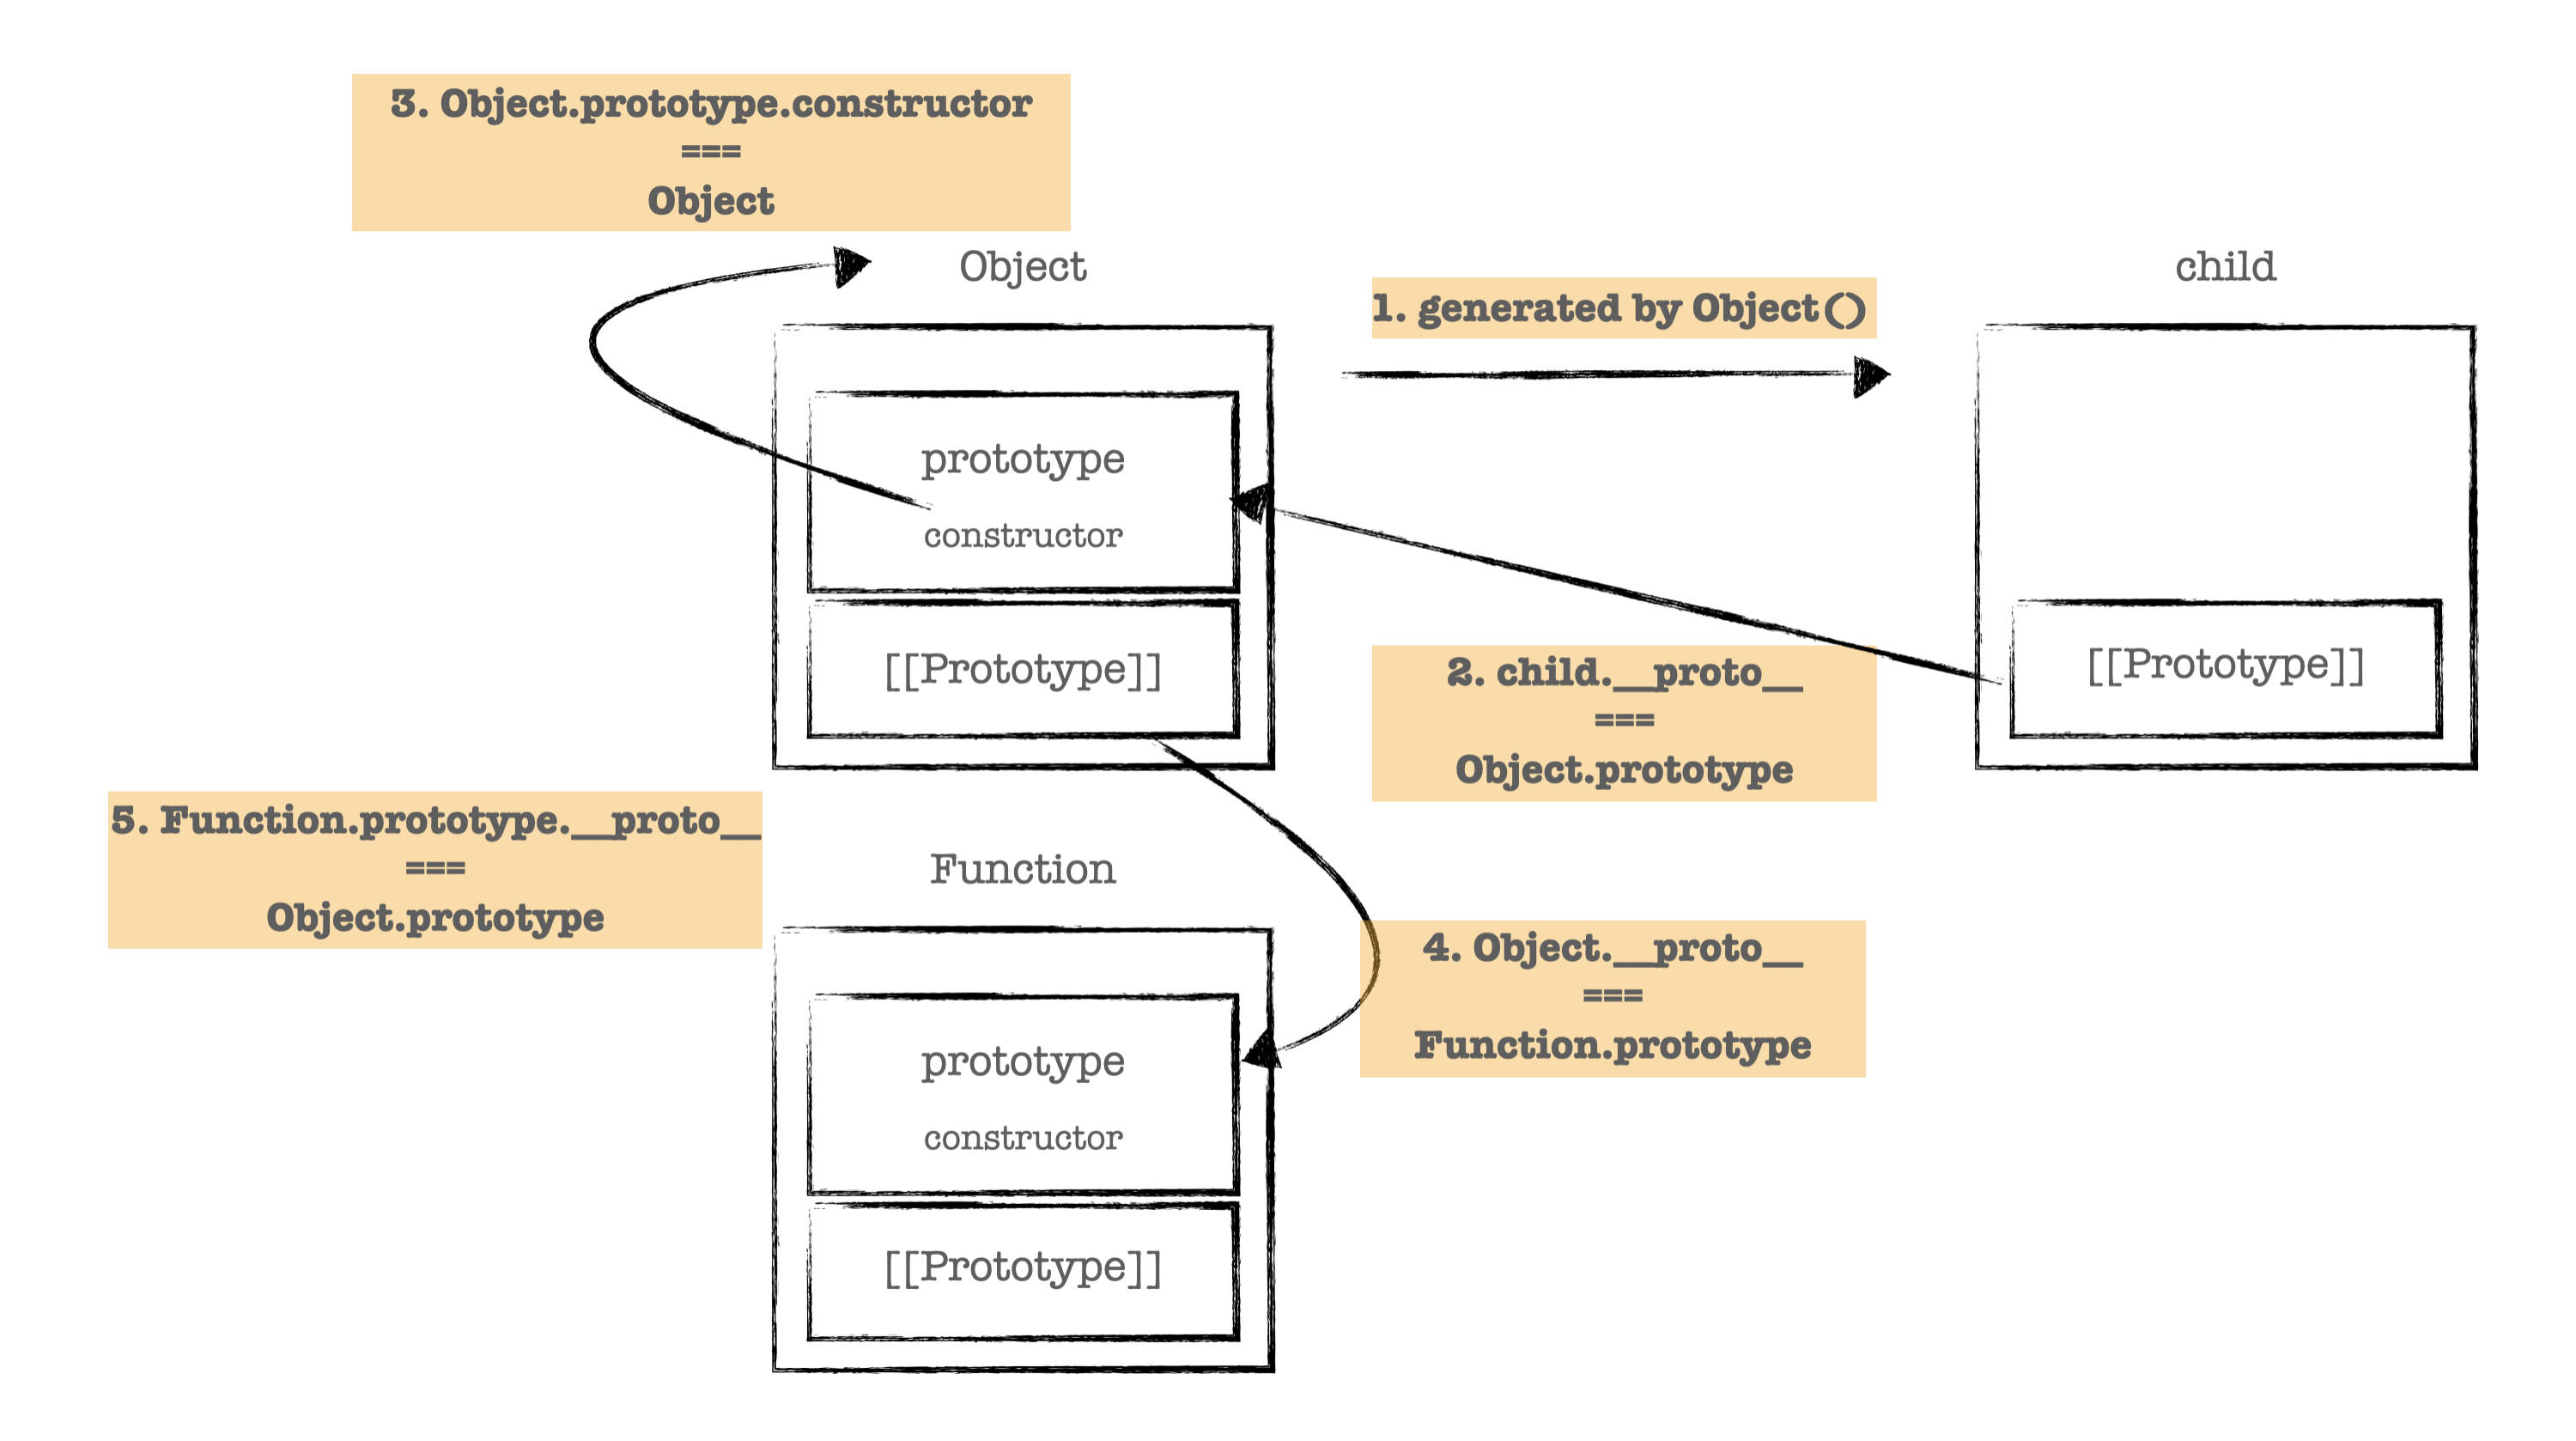 3. Object.prototype.constructor
===
Object
Object
child
1. generated by Object()
prototype
constructor
[[Prototype]]
[[Prototype]]
2. child.__proto__
===
Object.prototype
5. Function.prototype.__proto__
===
Object.prototype
Function
4. Object.__proto__
===
Function.prototype
prototype
constructor
[[Prototype]]